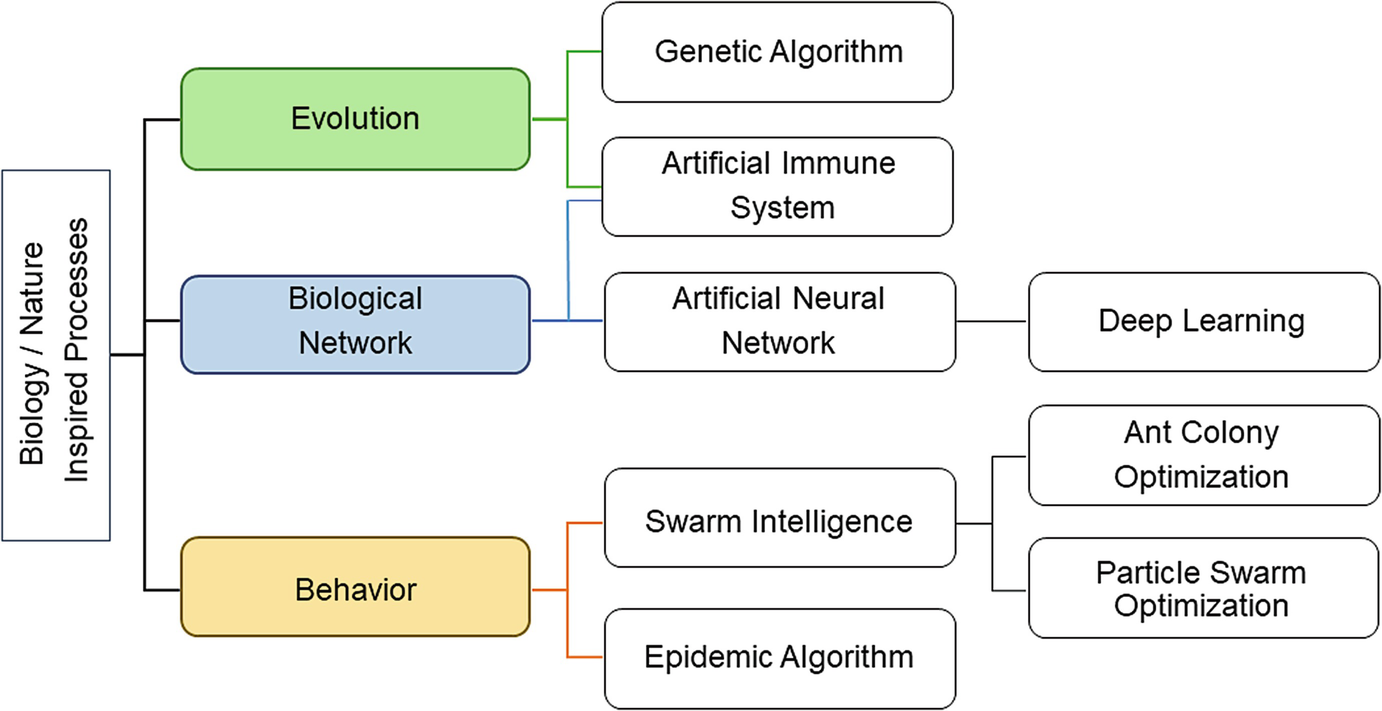 Biology / Nature
Inspired Processes
Evolution
Genetic Algorithm
Artificial Immune
System
Biological
Network
Artificial Neural
Network
Deep Learning
Behavior
Swarm Intelligence
Ant Colony
Optimization
Particle Swarm
Optimization
Epidemic Algorithm